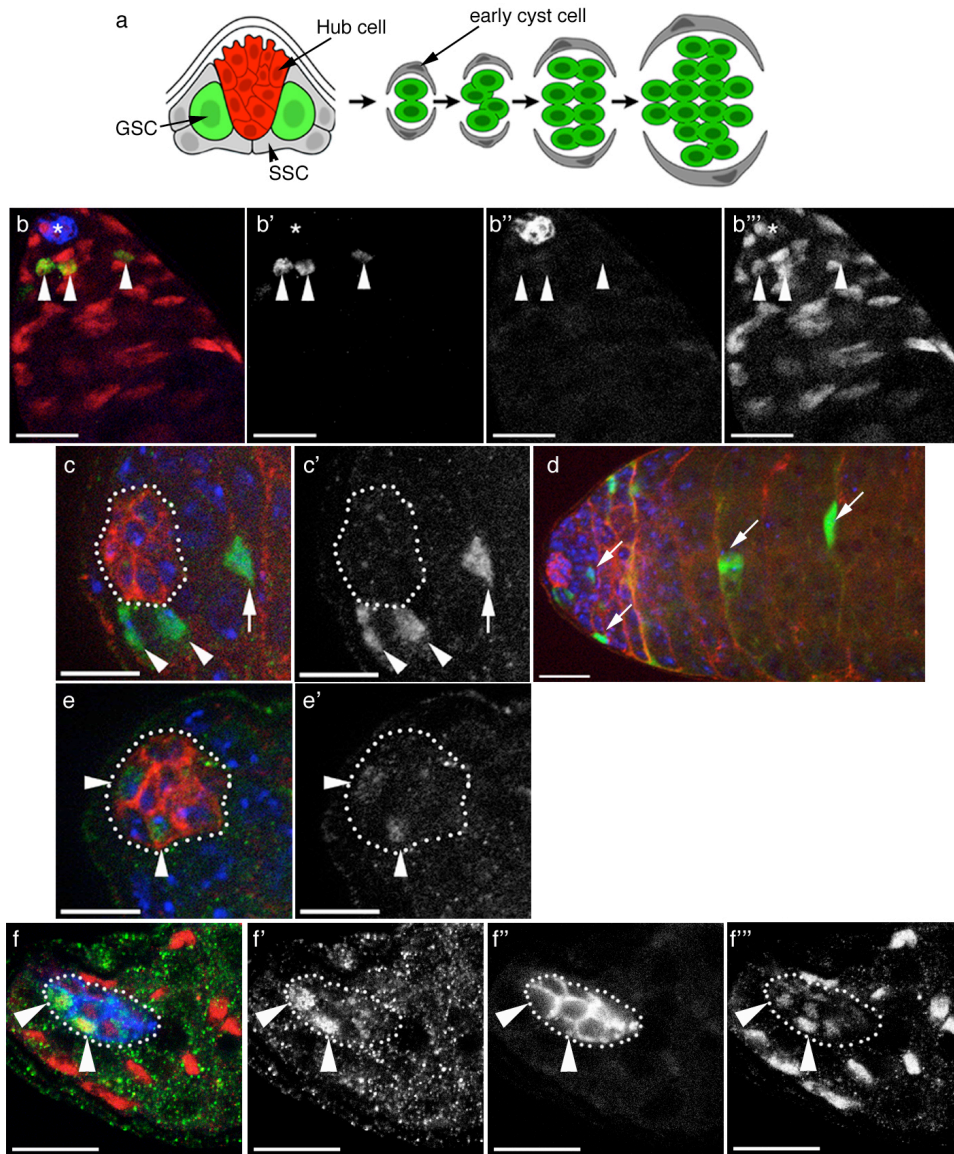 a
Hub cell
early cyst cell
GSC
SSC
b
*
b'
*
b''
b'''
*
c
c'
d
e
e'
f
f'
f''
f'''